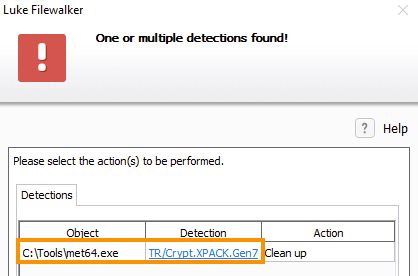 Luke Filewalker
One or multiple detections found!
? Help
Please select the action(s) to be performed.
Detections
Object Detection Action
C:\Tools\met64.exe TR/Crypt.XPACK.Gen7 Clean up